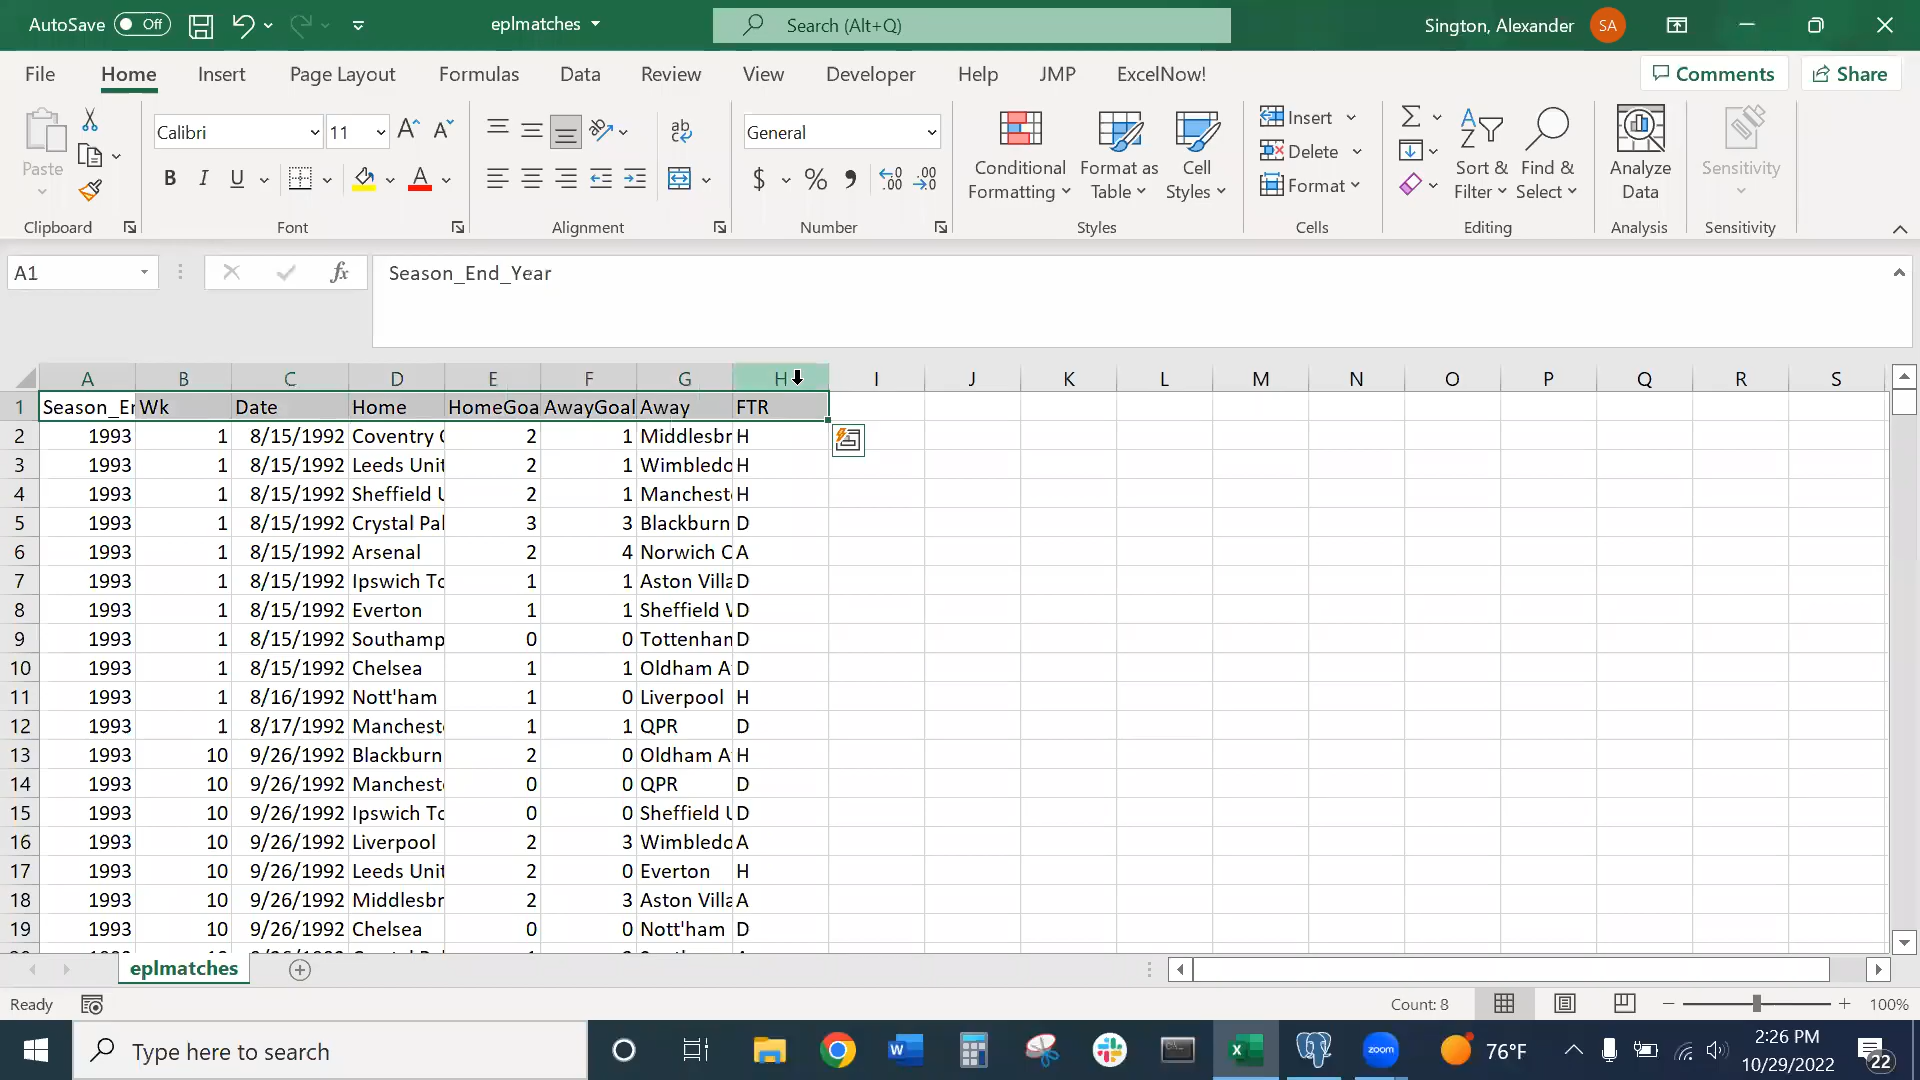 AutoSave Off eplmatches Search (Alt+Q) Sington, Alexander SA
File Home Insert Page Layout Formulas Data Review View Developer Help JMP ExcelNow! Comments Share
Calibri 11 General
Paste Conditional Formatting Format as Table Cell Styles Insert Delete Format Sort & Filter Find & Select Analyze Data Sensitivity
Clipboard Font Alignment Number Styles Cells Editing Analysis Sensitivity
A1 fx Season_End_Year
A B C D E F G H I J K L M N O P Q R S
1 Season_Er Wk Date Home HomeGoa AwayGoal Away FTR
2 1993 1 8/15/1992 Coventry 2 1 Middlesbr H
3 1993 1 8/15/1992 Leeds Unit 2 1 Wimbledo H
4 1993 1 8/15/1992 Sheffield U 2 1 Manchest H
5 1993 1 8/15/1992 Crystal Pal 3 3 Blackburn D
6 1993 1 8/15/1992 Arsenal 2 4 Norwich C A
7 1993 1 8/15/1992 Ipswich To 1 1 Aston Villa D
8 1993 1 8/15/1992 Everton 1 1 Sheffield D
9 1993 1 8/15/1992 Southamp 0 0 Tottenham D
10 1993 1 8/15/1992 Chelsea 1 1 Oldham A D
11 1993 1 8/16/1992 Nott'ham 1 0 Liverpool H
12 1993 1 8/17/1992 Manchest 1 1 QPR D
13 1993 10 9/26/1992 Blackburn 2 0 Oldham A H
14 1993 10 9/26/1992 Manchest 0 0 QPR D
15 1993 10 9/26/1992 Ipswich To 0 0 Sheffield U D
16 1993 10 9/26/1992 Liverpool 2 3 Wimbledo A
17 1993 10 9/26/1992 Leeds Unit 2 0 Everton H
18 1993 10 9/26/1992 Middlesbr 2 3 Aston Villa A
19 1993 10 9/26/1992 Chelsea 0 0 Nott'ham D
eplmatches
Ready Count: 8 100%
Type here to search zoom 76°F 2:26 PM
10/29/2022 22